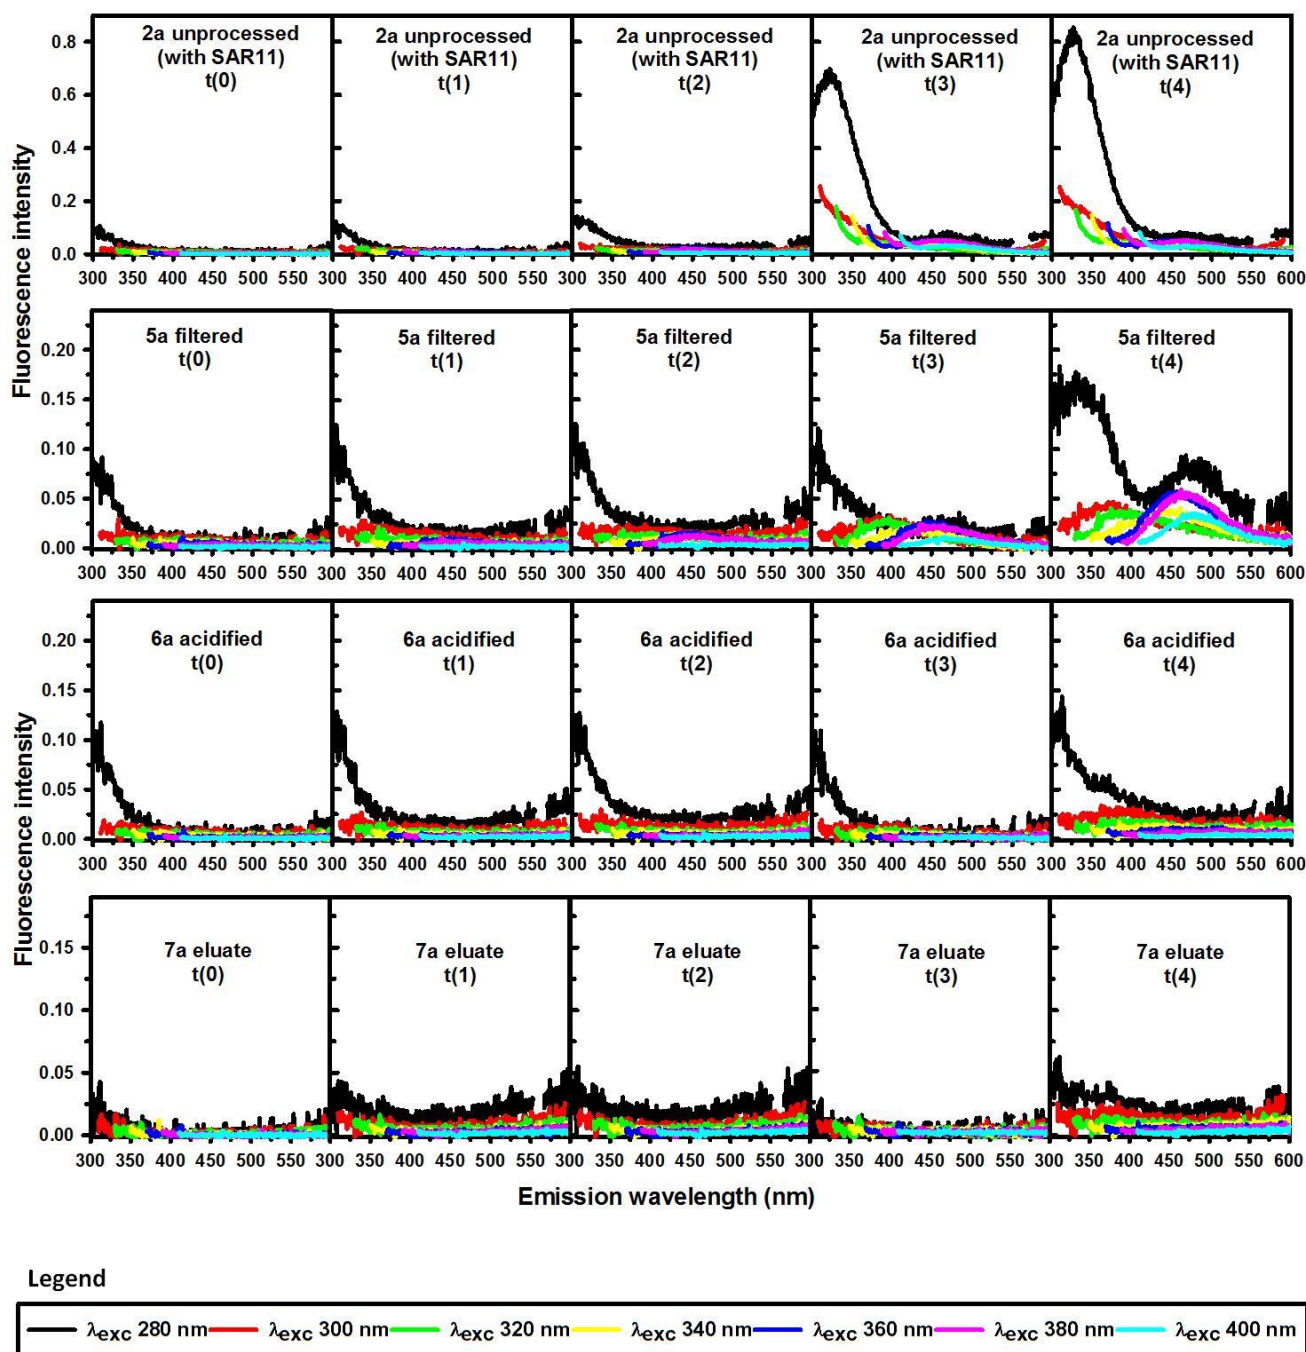 2a unprocessed (with SAR11) t(0)
2a unprocessed (with SAR11) t(1)
2a unprocessed (with SAR11) t(2)
2a unprocessed (with SAR11) t(3)
2a unprocessed (with SAR11) t(4)
Fluorescence intensity
0.8
0.6
0.4
0.2
0.0
300 350 400 450 500 550 300 350 400 450 500 550 300 350 400 450 500 550 300 350 400 450 500 550 300 350 400 450 500 550 600
5a filtered t(0)
5a filtered t(1)
5a filtered t(2)
5a filtered t(3)
5a filtered t(4)
0.20
0.15
0.10
0.05
0.00
300 350 400 450 500 550 300 350 400 450 500 550 300 350 400 450 500 550 300 350 400 450 500 550 300 350 400 450 500 550 600
6a acidified t(0)
6a acidified t(1)
6a acidified t(2)
6a acidified t(3)
6a acidified t(4)
Fluorescence intensity
0.20
0.15
0.10
0.05
0.00
300 350 400 450 500 550 300 350 400 450 500 550 300 350 400 450 500 550 300 350 400 450 500 550 300 350 400 450 500 550 600
7a eluate t(0)
7a eluate t(1)
7a eluate t(2)
7a eluate t(3)
7a eluate t(4)
0.15
0.10
0.05
0.00
300 350 400 450 500 550 300 350 400 450 500 550 300 350 400 450 500 550 300 350 400 450 500 550 300 350 400 450 500 550 600
Emission wavelength (nm)
Legend
λexc 280 nm λexc 300 nm λexc 320 nm λexc 340 nm λexc 360 nm λexc 380 nm λexc 400 nm